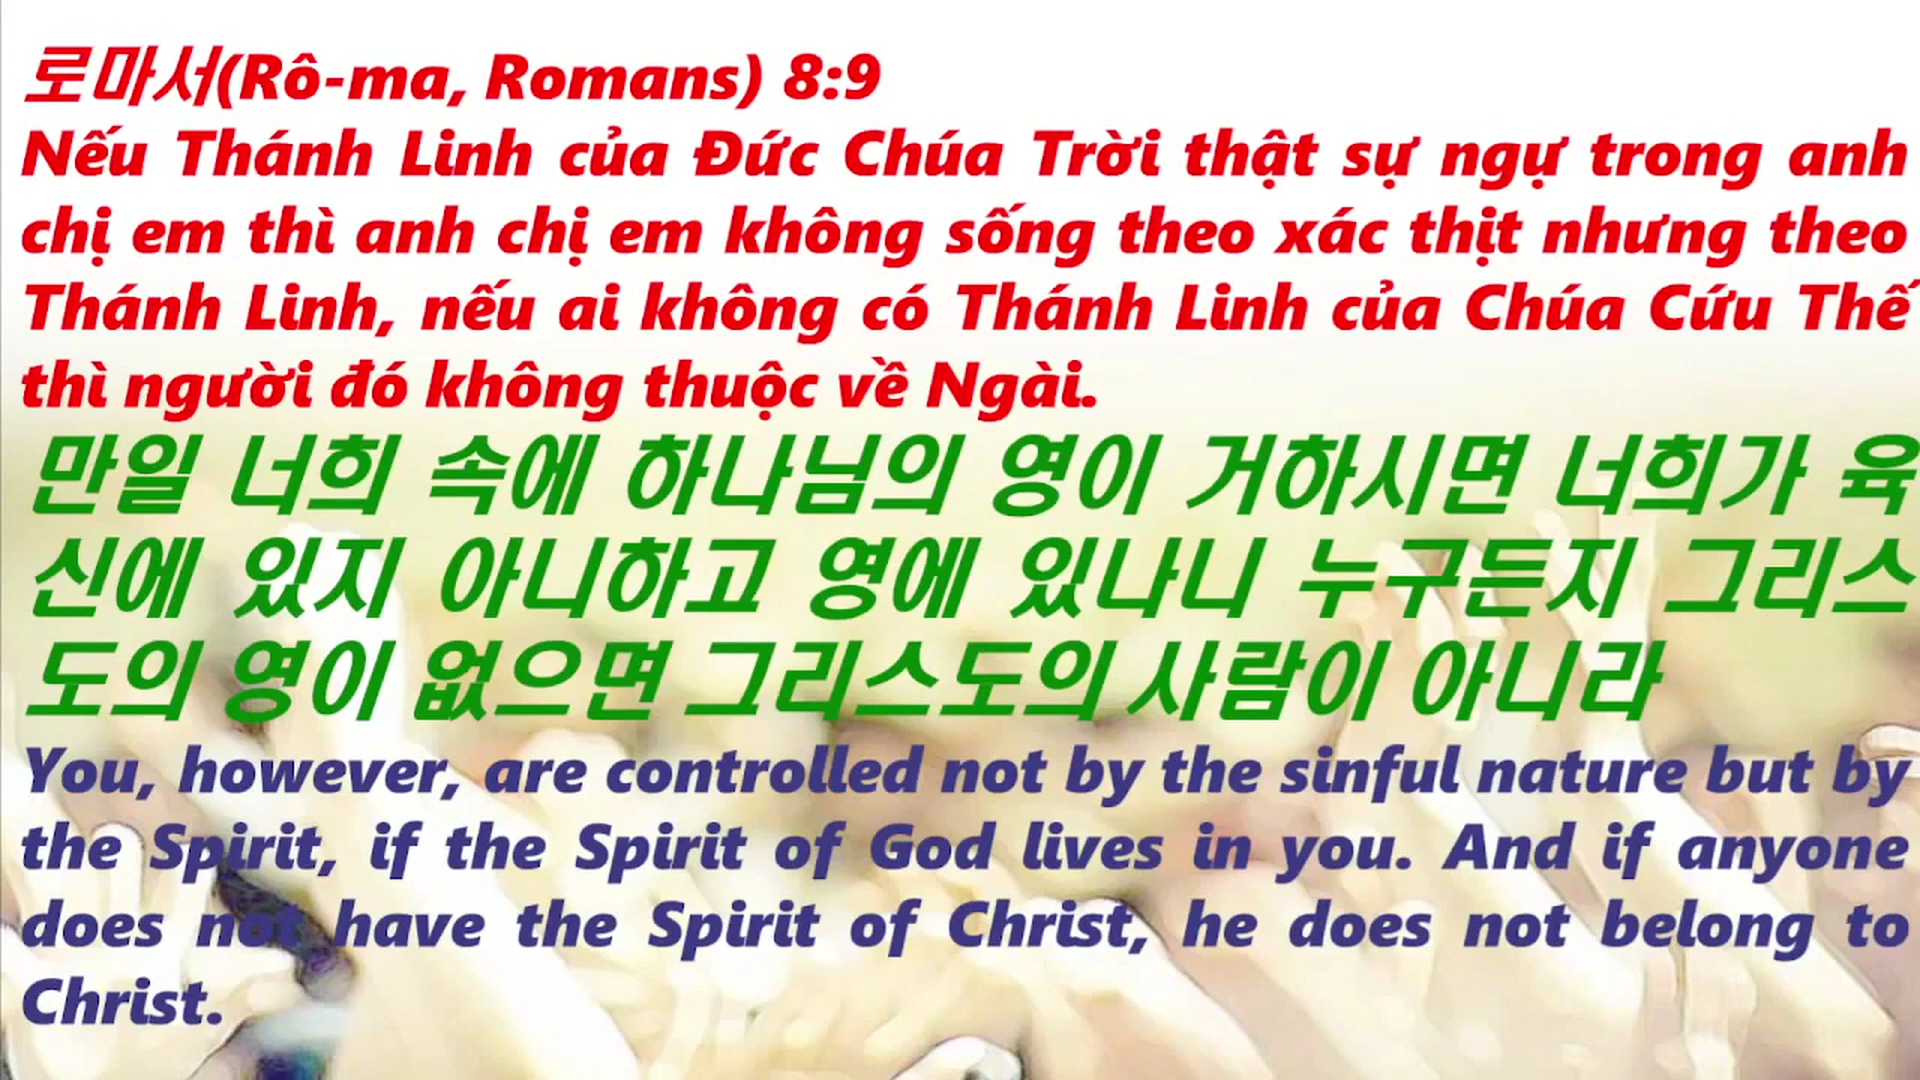 로마서(Rô-ma, Romans) 8:9
Nếu Thánh Linh của Đức Chúa Trời thật sự ngự trong anh
chị em thì anh chị em không sống theo xác thịt nhưng theo
Thánh Linh, nếu ai không có Thánh Linh của Chúa Cứu Thế
thì người đó không thuộc về Ngài.
만일 너희 속에 하나님의 영이 거하시면 너희가 육
신에 있지 아니하고 영에 있나니 누구든지 그리스
도의 영이 없으면 그리스도의 사람이 아니라
You, however, are controlled not by the sinful nature but by
the Spirit, if the Spirit of God lives in you. And if anyone
does not have the Spirit of Christ, he does not belong to
Christ.